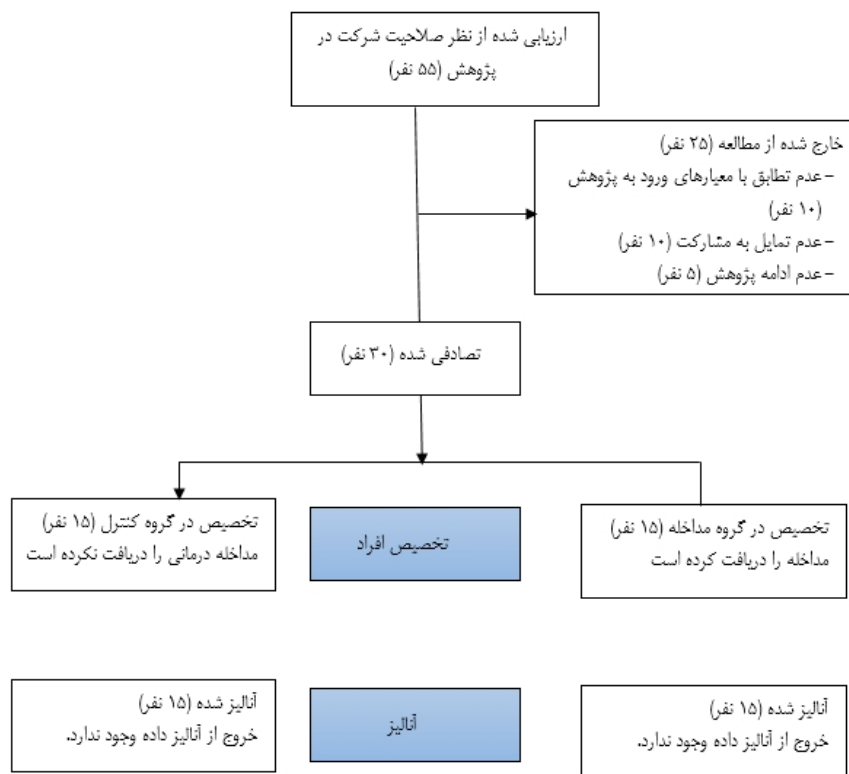 ارزیابی شده از نظر صلاحیت شرکت در
پژوهش (۵۵ نفر)
خارج شده از مطالعه (۲۵ نفر)
-عدم تطابق با معیارهای ورود به پژوهش
(۱۰ نفر)
-عدم تمایل به مشارکت (۱۰ نفر)
-عدم ادامه پژوهش (۵ نفر)
تصادفی شده (۳۰ نفر)
تخصیص در گروه مداخله (۱۵ نفر)
مداخله را دریافت کرده است
تخصیص افراد
تخصیص در گروه کنترل (۱۵ نفر)
مداخله درمانی را دریافت نکرده است
آنالیز شده (۱۵ نفر)
خروج از آنالیز داده وجود ندارد.
آنالیز
آنالیز شده (۱۵ نفر)
خروج از آنالیز داده وجود ندارد.